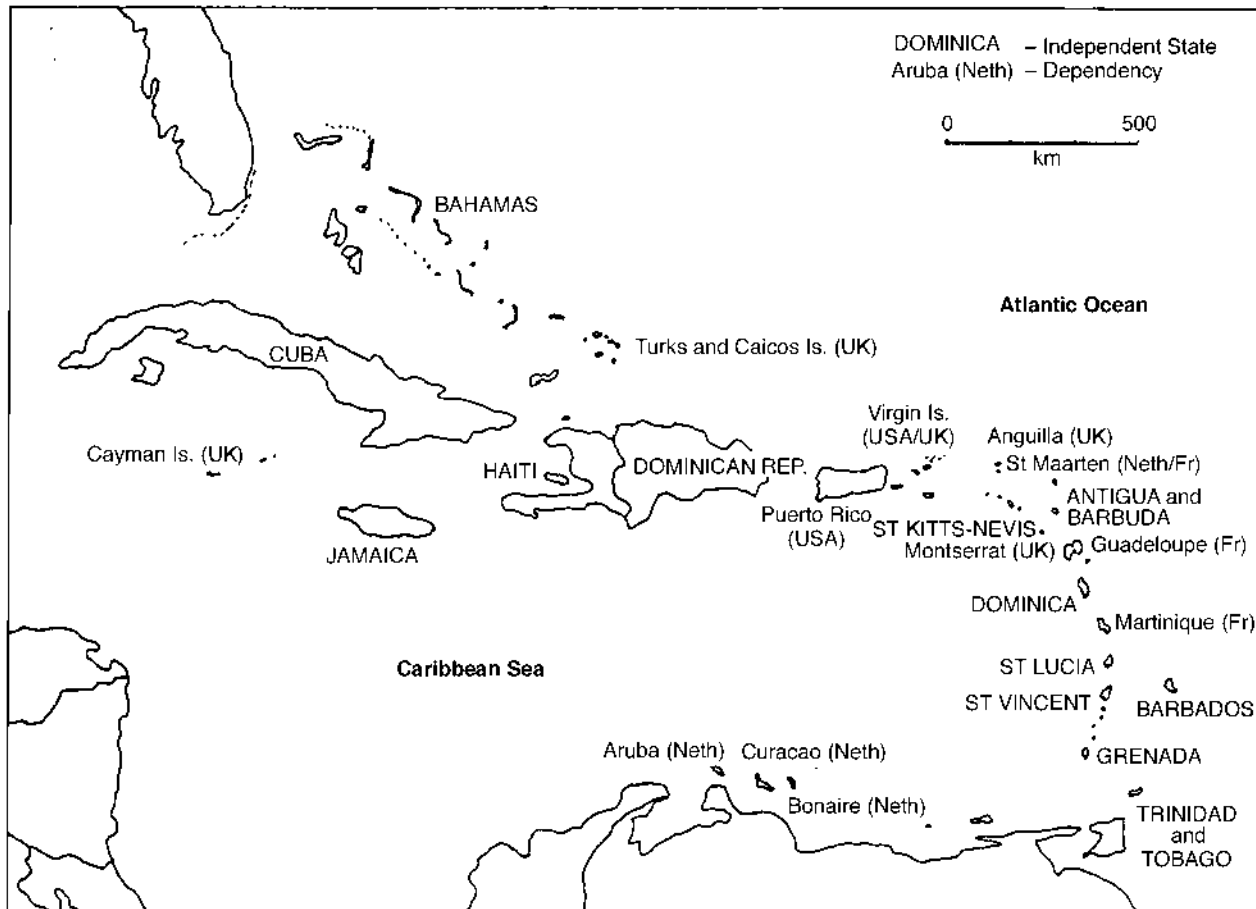 DOMINICA – Independent State
Aruba (Neth) – Dependency
0 500
km
BAHAMAS
Atlantic Ocean
Turks and Caicos Is. (UK)
CUBA
Virgin Is.
(USA/UK)
Anguilla (UK)
St Maarten (Neth/Fr)
Cayman Is. (UK)
HAITI
DOMINICAN REP.
ANTIGUA and
BARBUDA
Puerto Rico
(USA)
ST KITTS-NEVIS
JAMAICA
Montserrat (UK)
Guadeloupe (Fr)
DOMINICA
Martinique (Fr)
Caribbean Sea
ST LUCIA
ST VINCENT
BARBADOS
Aruba (Neth)
Curacao (Neth)
GRENADA
Bonaire (Neth)
TRINIDAD
and
TOBAGO